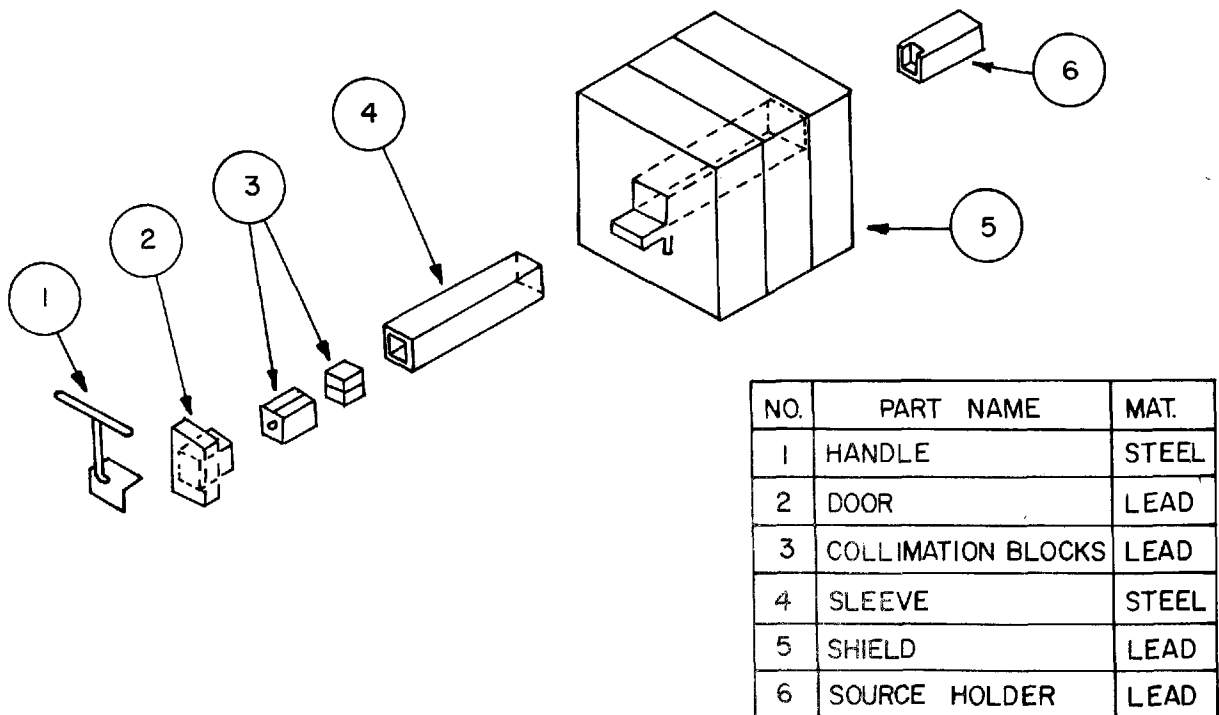 6
4
3
2
5
1
NO. PART NAME MAT.
1 HANDLE STEEL
2 DOOR LEAD
3 COLLIMATION BLOCKS LEAD
4 SLEEVE STEEL
5 SHIELD LEAD
6 SOURCE HOLDER LEAD